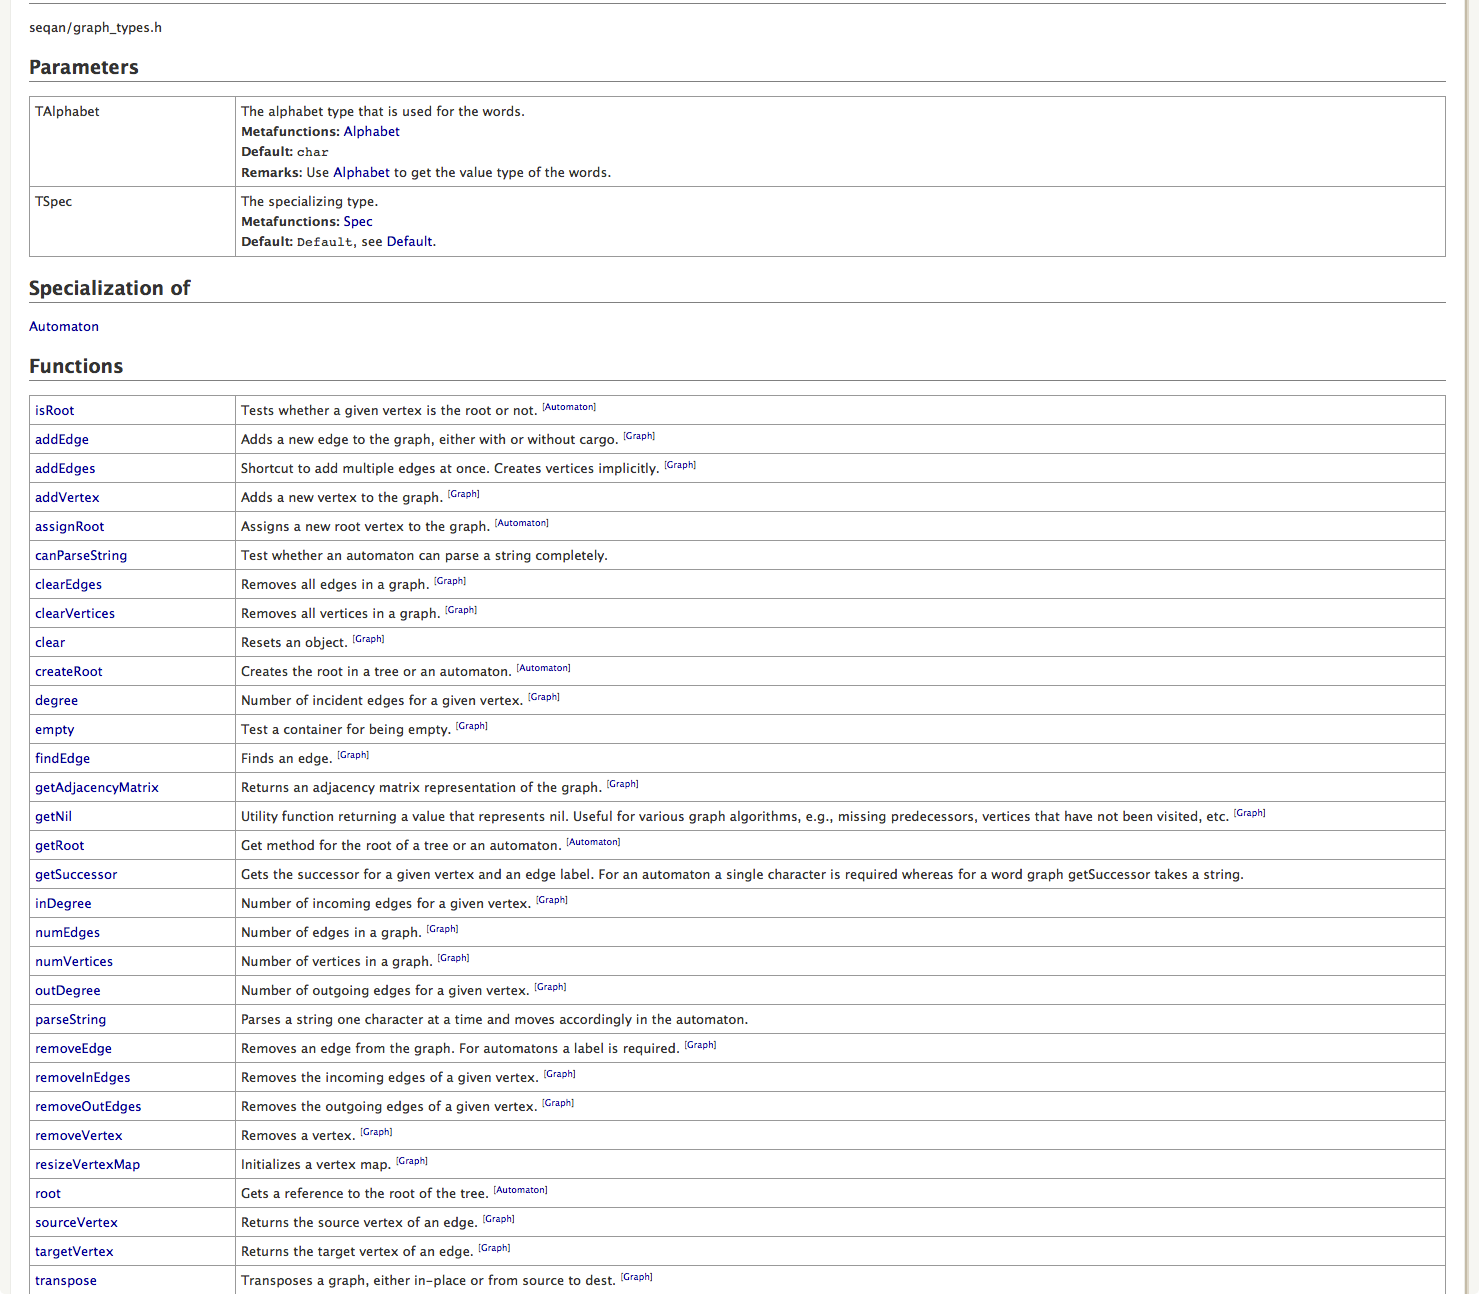 seqan/graph_types.h
Parameters
TAlphabet
The alphabet type that is used for the words.
Metafunctions: Alphabet
Default: char
Remarks: Use Alphabet to get the value type of the words.
TSpec
The specializing type.
Metafunctions: Spec
Default: Default, see Default.
Specialization of
Automaton
Functions
isRoot Tests whether a given vertex is the root or not. [Automaton]
addEdge Adds a new edge to the graph, either with or without cargo. [Graph]
addEdges Shortcut to add multiple edges at once. Creates vertices implicitly. [Graph]
addVertex Adds a new vertex to the graph. [Graph]
assignRoot Assigns a new root vertex to the graph. [Automaton]
canParseString Test whether an automaton can parse a string completely.
clearEdges Removes all edges in a graph. [Graph]
clearVertices Removes all vertices in a graph. [Graph]
clear Resets an object. [Graph]
createRoot Creates the root in a tree or an automaton. [Automaton]
degree Number of incident edges for a given vertex. [Graph]
empty Test a container for being empty. [Graph]
findEdge Finds an edge. [Graph]
getAdjacencyMatrix Returns an adjacency matrix representation of the graph. [Graph]
getNil Utility function returning a value that represents nil. Useful for various graph algorithms, e.g., missing predecessors, vertices that have not been visited, etc. [Graph]
getRoot Get method for the root of a tree or an automaton. [Automaton]
getSuccessor Gets the successor for a given vertex and an edge label. For an automaton a single character is required whereas for a word graph getSuccessor takes a string.
inDegree Number of incoming edges for a given vertex. [Graph]
numEdges Number of edges in a graph. [Graph]
numVertices Number of vertices in a graph. [Graph]
outDegree Number of outgoing edges for a given vertex. [Graph]
parseString Parses a string one character at a time and moves accordingly in the automaton.
removeEdge Removes an edge from the graph. For automatons a label is required. [Graph]
removeInEdges Removes the incoming edges of a given vertex. [Graph]
removeOutEdges Removes the outgoing edges of a given vertex. [Graph]
removeVertex Removes a vertex. [Graph]
resizeVertexMap Initializes a vertex map. [Graph]
root Gets a reference to the root of the tree. [Automaton]
sourceVertex Returns the source vertex of an edge. [Graph]
targetVertex Returns the target vertex of an edge. [Graph]
transpose Transposes a graph, either in-place or from source to dest. [Graph]